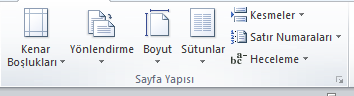 Kenar Boşlukları
Yönlendirme
Boyut
Sütunlar
Kesmeler
Satır Numaraları
Heceleme
Sayfa Yapısı